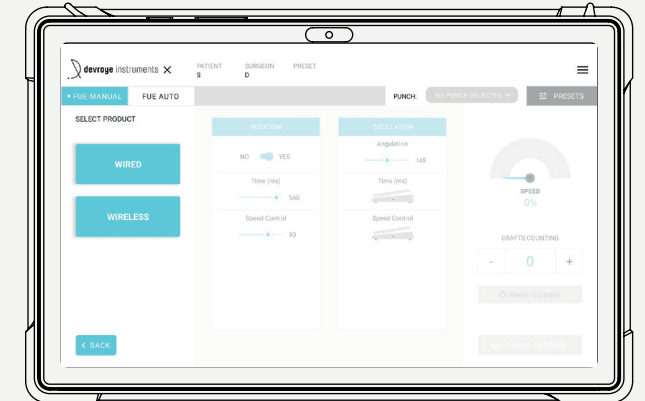 devroye instruments
PATIENT SURGEON PRESET
S D
+ FUE MANUAL FUE AUTO PUNCH: NO PUNCH SELECTED PRESETS
SELECT PRODUCT
ROTATION OSCILLATION
WIRED
WIRELESS
NO YES
Angulation
145
Time (ms) Time (ms)
540
Speed Control Speed Control
93
SPEED
0%
GRAFTS COUNTING
- 0 +
Reset Counter
< BACK